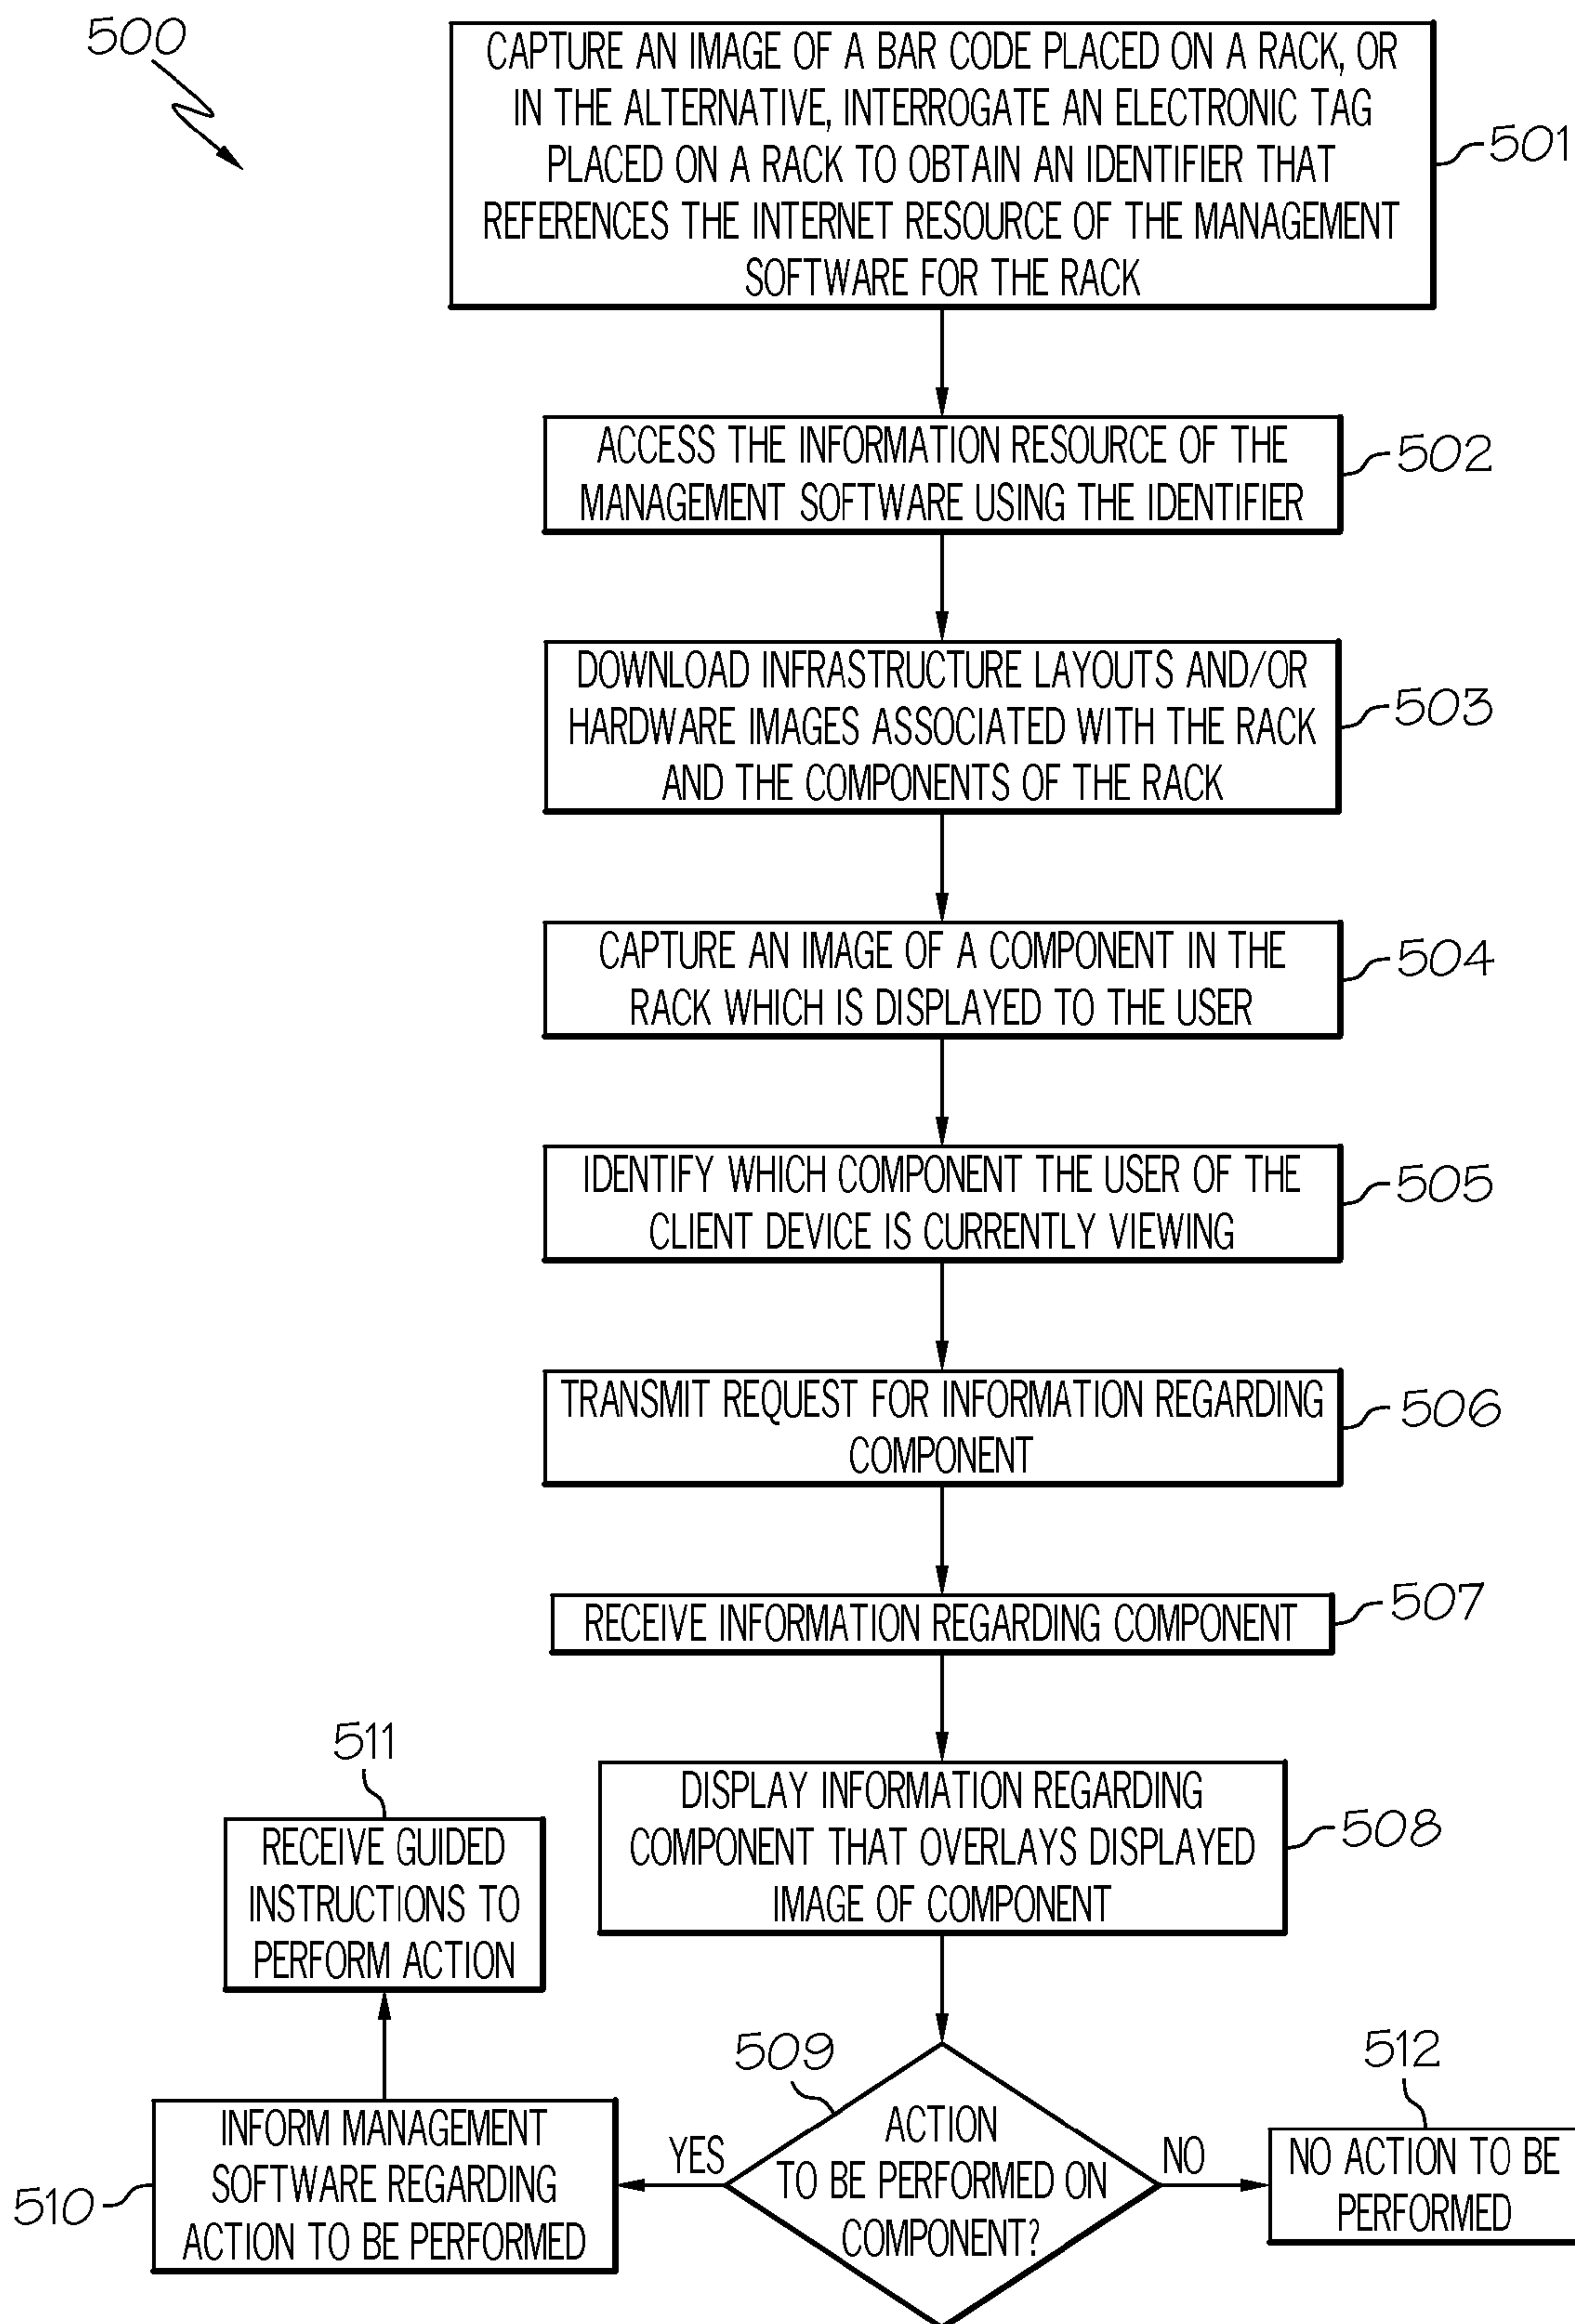 500
CAPTURE AN IMAGE OF A BAR CODE PLACED ON A RACK, OR
IN THE ALTERNATIVE, INTERROGATE AN ELECTRONIC TAG
PLACED ON A RACK TO OBTAIN AN IDENTIFIER THAT
REFERENCES THE INTERNET RESOURCE OF THE MANAGEMENT
SOFTWARE FOR THE RACK
501
ACCESS THE INFORMATION RESOURCE OF THE
MANAGEMENT SOFTWARE USING THE IDENTIFIER
502
DOWNLOAD INFRASTRUCTURE LAYOUTS AND/OR
HARDWARE IMAGES ASSOCIATED WITH THE RACK
AND THE COMPONENTS OF THE RACK
503
CAPTURE AN IMAGE OF A COMPONENT IN THE
RACK WHICH IS DISPLAYED TO THE USER
504
IDENTIFY WHICH COMPONENT THE USER OF THE
CLIENT DEVICE IS CURRENTLY VIEWING
505
TRANSMIT REQUEST FOR INFORMATION REGARDING
COMPONENT
506
RECEIVE INFORMATION REGARDING COMPONENT
507
DISPLAY INFORMATION REGARDING
COMPONENT THAT OVERLAYS DISPLAYED
IMAGE OF COMPONENT
508
509
ACTION
TO BE PERFORMED ON
COMPONENT?
YES
NO
INFORM MANAGEMENT
SOFTWARE REGARDING
ACTION TO BE PERFORMED
510
511
RECEIVE GUIDED
INSTRUCTIONS TO
PERFORM ACTION
512
NO ACTION TO BE
PERFORMED